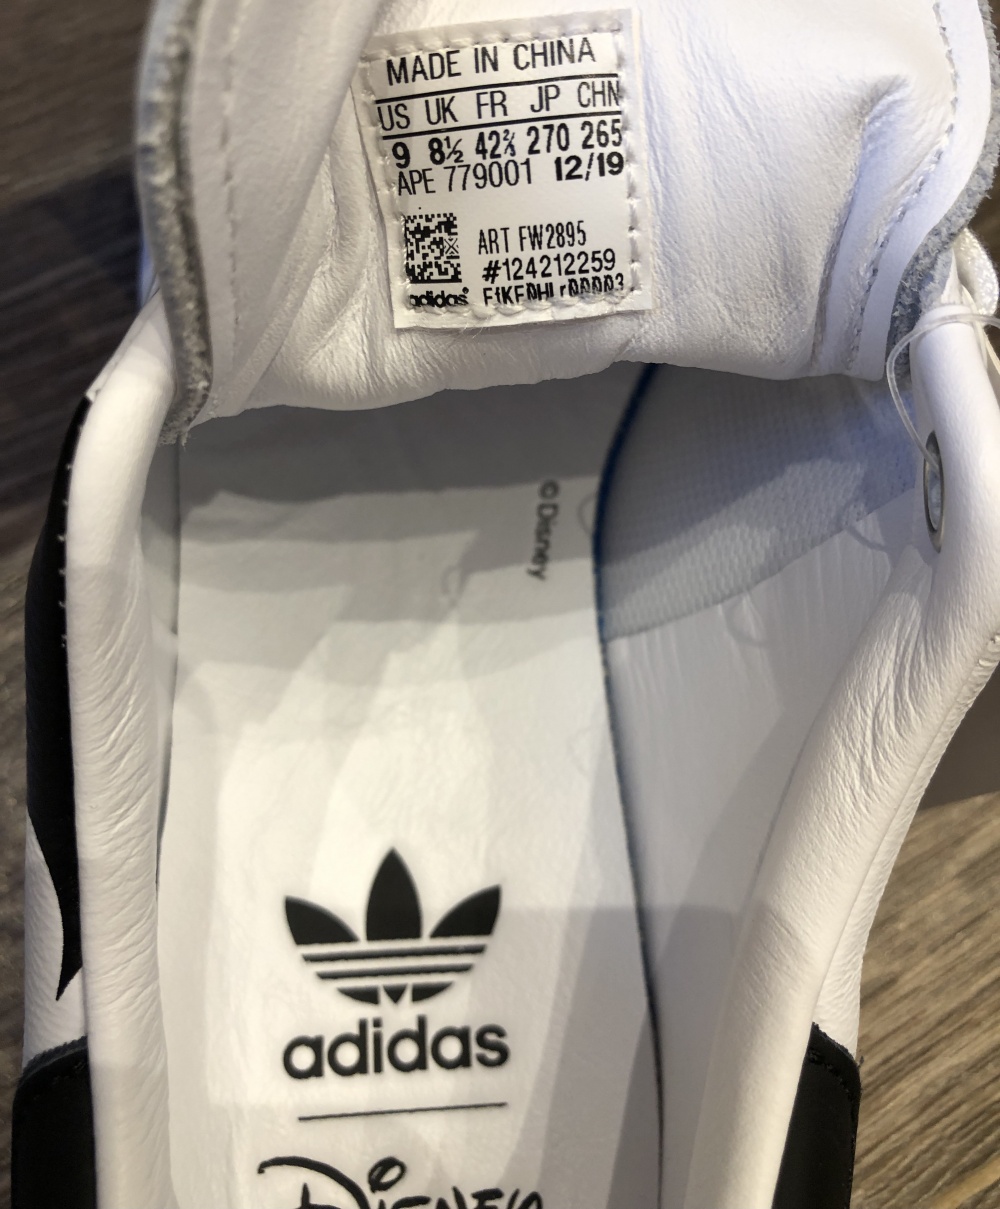 MADE IN CHINA
US UK FR JP CHN
9 8½ 42⅔ 270 265
APE 779001 12/19
ART FW2895
#124212259
adidas
© Disney
adidas
Disney